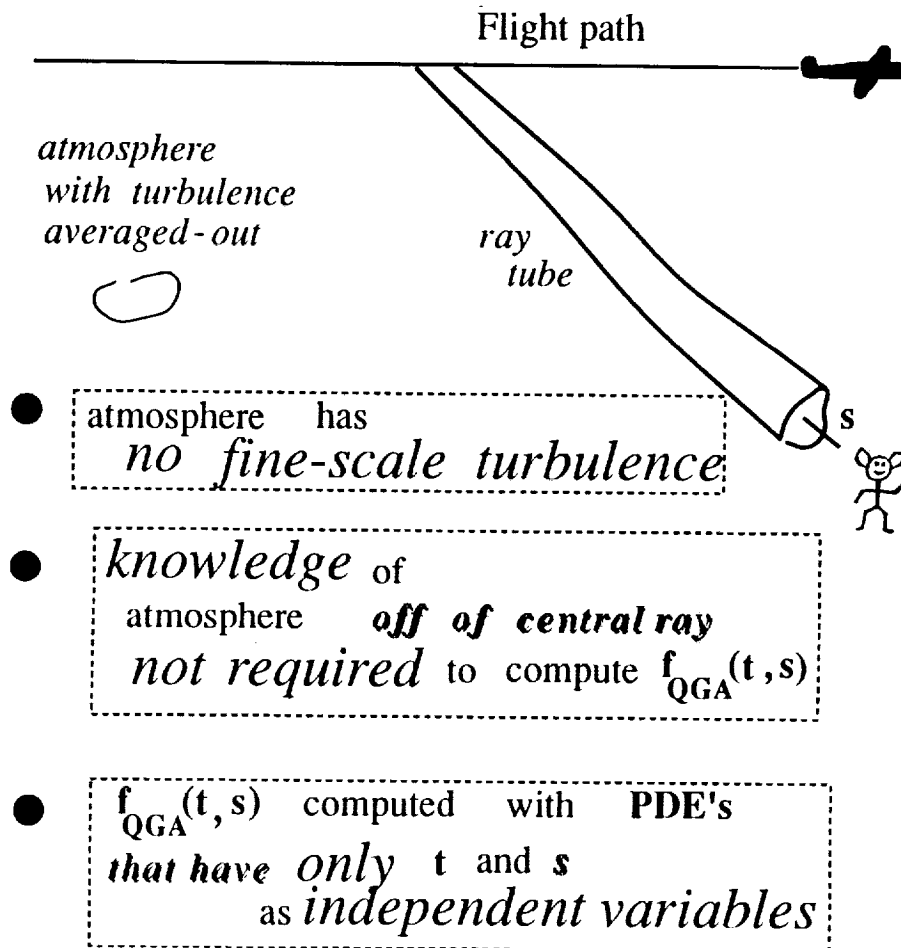 Flight path
atmosphere
with turbulence
averaged-out
ray
tube
s
atmosphere has
no fine-scale turbulence
knowledge of
atmosphere off of central ray
not required to compute f_QGA(t,s)
f_QGA(t,s) computed with PDE's
that have only t and s
as independent variables